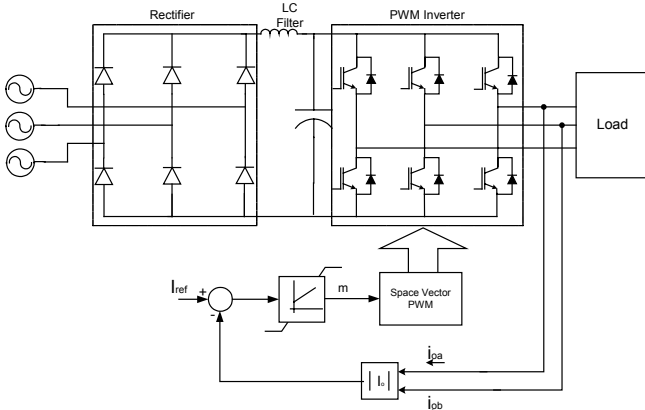 Rectifier
LC
Filter
PWM Inverter
Load
Iref
+
-
m
Space Vector
PWM
ioa
|Io|
iob